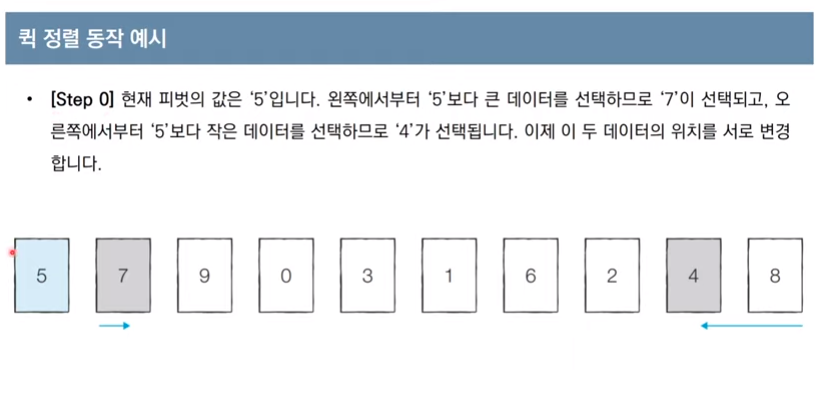 퀵 정렬 동작 예시
• [Step 0] 현재 피벗의 값은 ‘5’입니다. 왼쪽에서부터 ‘5’보다 큰 데이터를 선택하므로 ‘7’이 선택되고, 오
른쪽에서부터 ‘5’보다 작은 데이터를 선택하므로 ‘4’가 선택됩니다. 이제 이 두 데이터의 위치를 서로 변경
합니다.
5 7 9 0 3 1 6 2 4 8